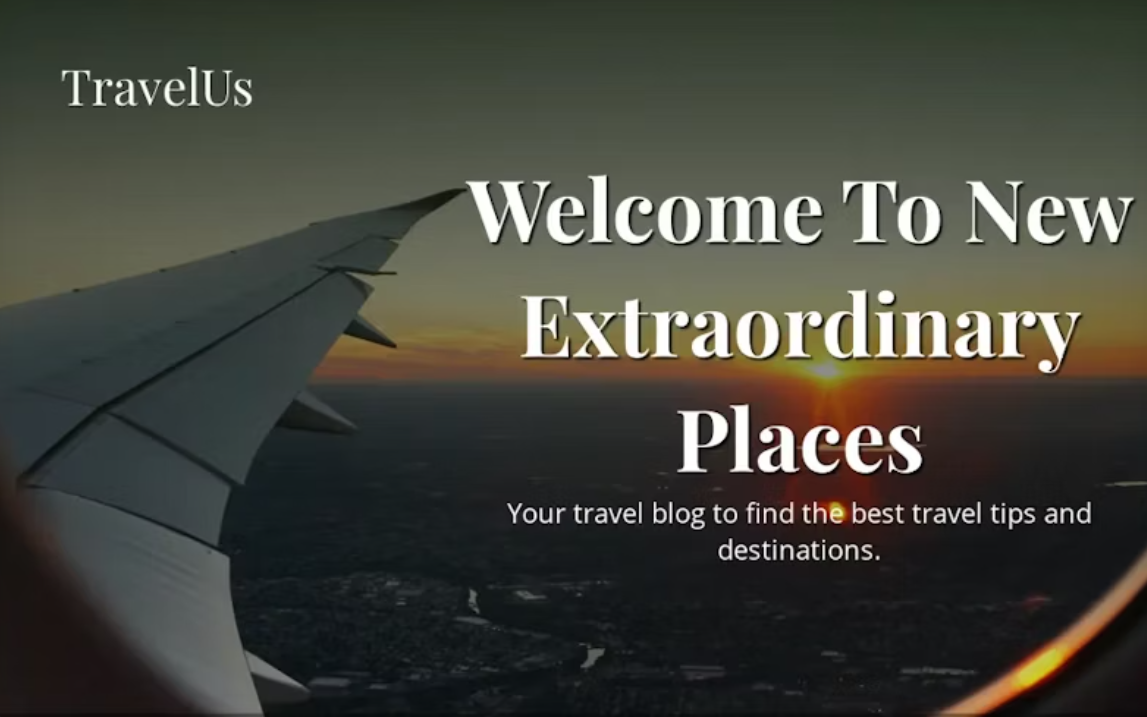 TravelUs
Welcome To New
Extraordinary
Places
Your travel blog to find the best travel tips and
destinations.